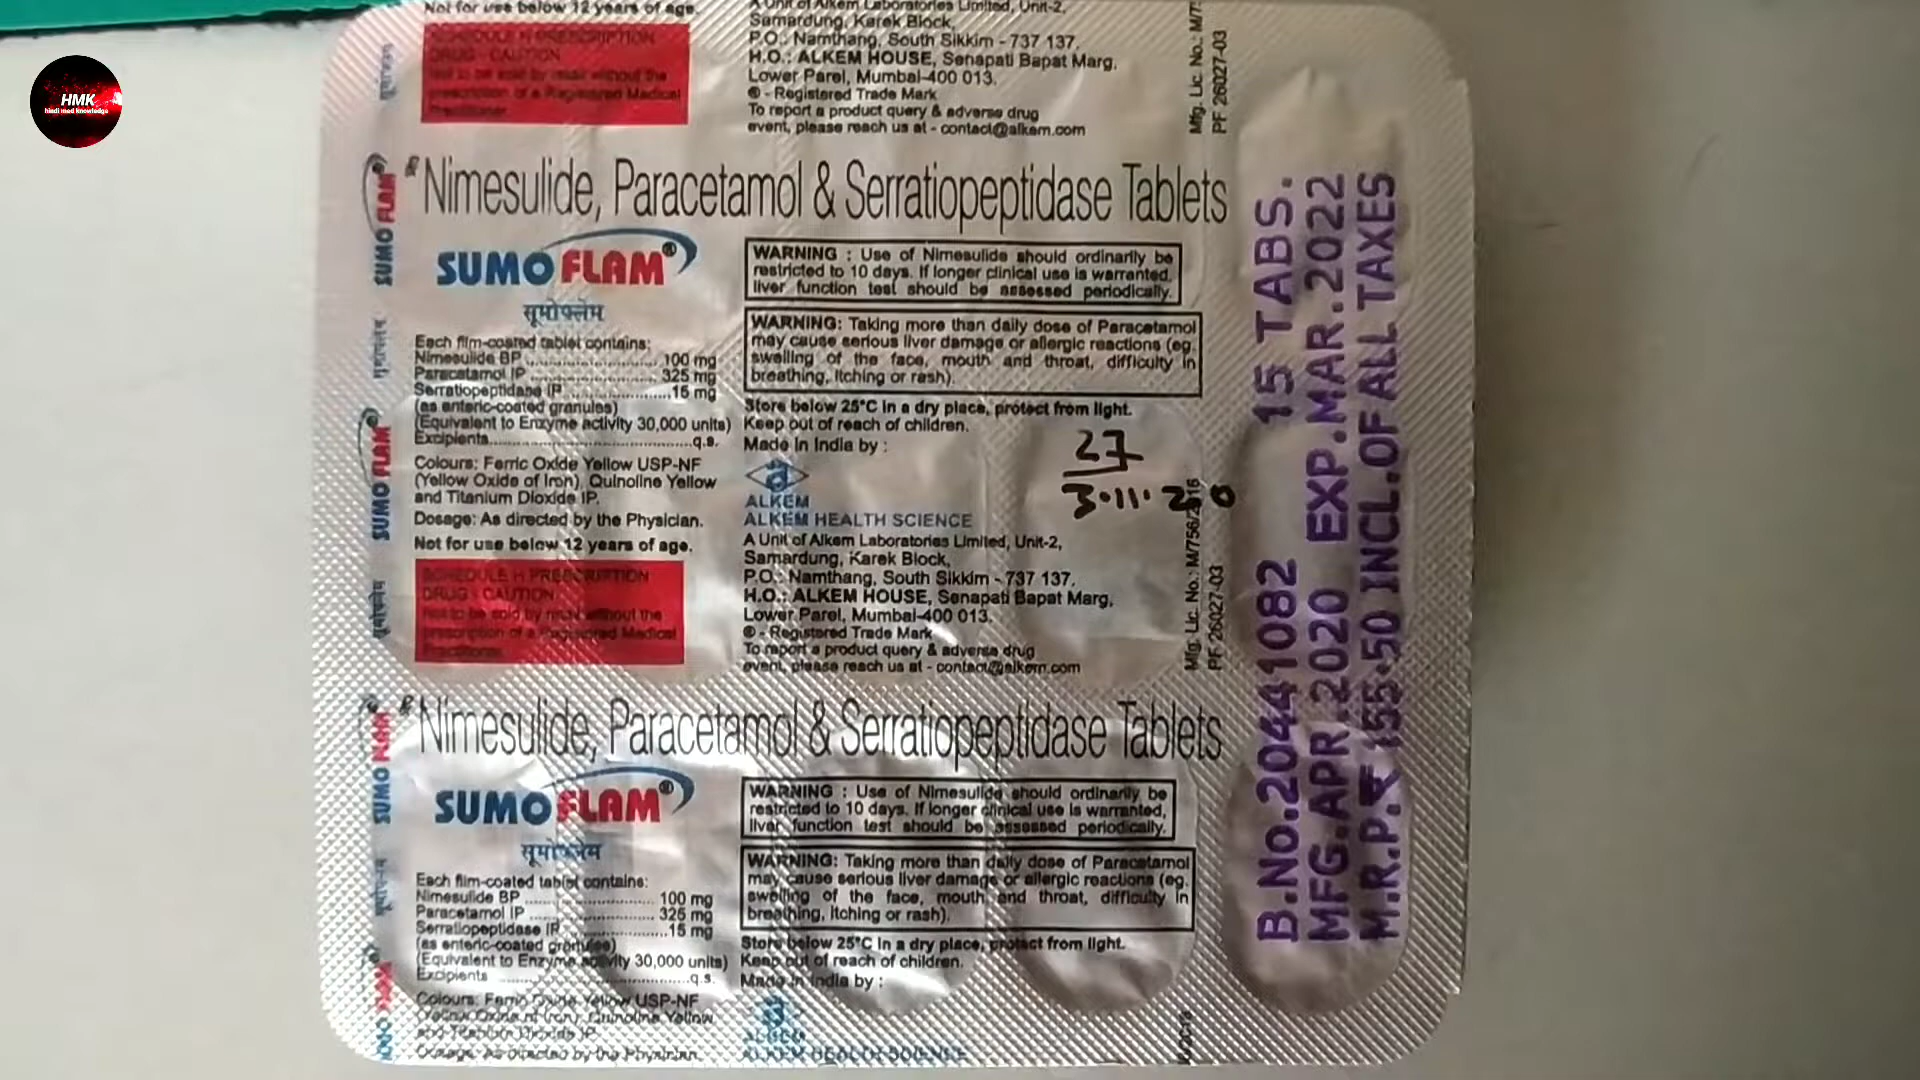 HMK
hindi med knowledge
Not for use below 12 years of age.
SCHEDULE H PRESCRIPTION
DRUG - CAUTION
Not to be sold by retail without the
prescription of a Registered Medical
Practitioner.
A Unit of Alkem Laboratories Limited, Unit-2,
Samardung, Karek Block,
P.O.: Namthang, South Sikkim - 737 137.
H.O.: ALKEM HOUSE, Senapati Bapat Marg,
Lower Parel, Mumbai-400 013.
® - Registered Trade Mark
To report a product query & adverse drug
event, please reach us at - contact@alkem.com
Mfg. Lic. No.: M/7
PF 26027-03
Nimesulide, Paracetamol & Serratiopeptidase Tablets
SUMO FLAM®
सूमोफ्लेम
Each film-coated tablet contains:
Nimesulide BP .......................... 100 mg
Paracetamol IP .......................... 325 mg
Serratiopeptidase IP ......................15 mg
(as enteric-coated granules)
(Equivalent to Enzyme activity 30,000 units)
Excipients..........................................q.s.
Colours: Ferric Oxide Yellow USP-NF
(Yellow Oxide of Iron), Quinoline Yellow
and Titanium Dioxide IP.
Dosage: As directed by the Physician.
Not for use below 12 years of age.
SCHEDULE H PRESCRIPTION
DRUG - CAUTION
Not to be sold by retail without the
prescription of a Registered Medical
Practitioner.
WARNING : Use of Nimesulide should ordinarily be
restricted to 10 days. If longer clinical use is warranted,
liver function test should be assessed periodically.
WARNING: Taking more than daily dose of Paracetamol
may cause serious liver damage or allergic reactions (eg.
swelling of the face, mouth and throat, difficulty in
breathing, itching or rash).
Store below 25°C in a dry place, protect from light.
Keep out of reach of children.
Made in India by :
ALKEM
ALKEM HEALTH SCIENCE
A Unit of Alkem Laboratories Limited, Unit-2,
Samardung, Karek Block,
P.O.: Namthang, South Sikkim - 737 137.
H.O.: ALKEM HOUSE, Senapati Bapat Marg,
Lower Parel, Mumbai-400 013.
® - Registered Trade Mark
To report a product query & adverse drug
event, please reach us at - contact@alkem.com
27
3.11.20
Mfg. Lic. No.: M/756/2016
PF 26027-03
Nimesulide, Paracetamol & Serratiopeptidase Tablets
SUMO FLAM®
सूमोफ्लेम
Each film-coated tablet contains:
Nimesulide BP .......................... 100 mg
Paracetamol IP .......................... 325 mg
Serratiopeptidase IP ......................15 mg
(as enteric-coated granules)
(Equivalent to Enzyme activity 30,000 units)
Excipients ..........................................q.s.
Colours: Ferric Oxide Yellow USP-NF
(Yellow Oxide of Iron), Quinoline Yellow
and Titanium Dioxide IP.
Dosage: As directed by the Physician.
WARNING : Use of Nimesulide should ordinarily be
restricted to 10 days. If longer clinical use is warranted,
liver function test should be assessed periodically.
WARNING: Taking more than daily dose of Paracetamol
may cause serious liver damage or allergic reactions (eg.
swelling of the face, mouth and throat, difficulty in
breathing, itching or rash).
Store below 25°C in a dry place, protect from light.
Keep out of reach of children.
Made in India by :
ALKEM
ALKEM HEALTH SCIENCE
सूमोफ्लेम
SUMO FLAM®
सूमोफ्लेम
SUMO FLAM®
सूमोफ्लेम
SUMO FLAM®
सूमोफ्लेम
B.No.20441082 15 TABS.
MFG.APR.2020 EXP.MAR.2022
M.R.P.₹ 155.50 INCL.OF ALL TAXES